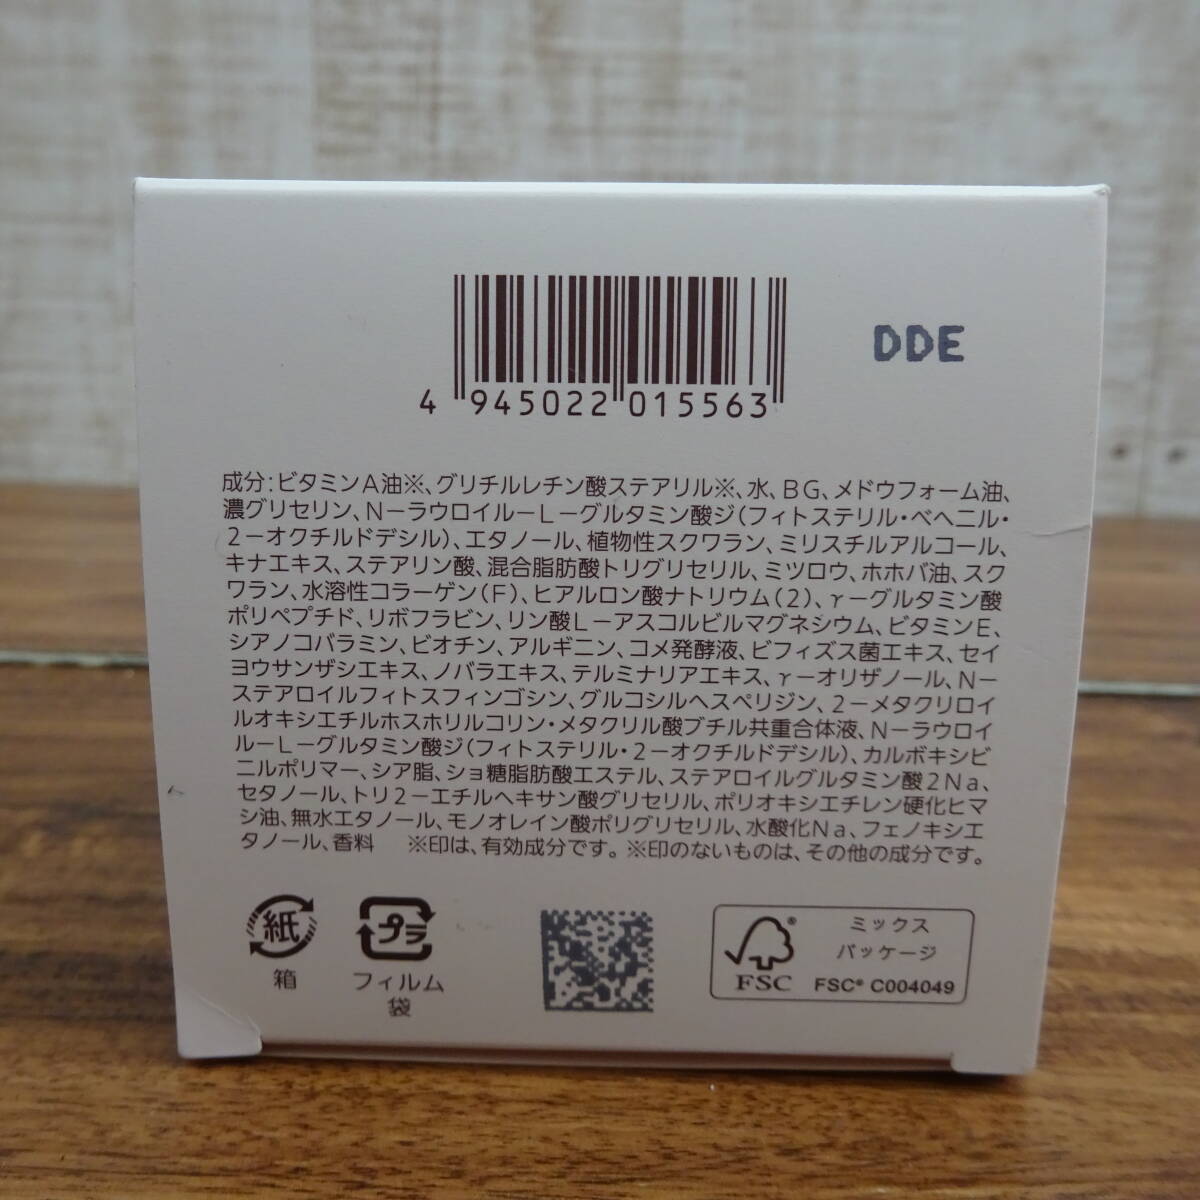 DDE
4 945022 015563
成分:ビタミンA油※、グリチルレチン酸ステアリル※、水、BG、メドウフォーム油、
濃グリセリン、N-ラウロイル-L-グルタミン酸ジ(フィトステリル・ベヘニル・
2-オクチルドデシル)、エタノール、植物性スクワラン、ミリスチルアルコール、
キナエキス、ステアリン酸、混合脂肪酸トリグリセリル、ミツロウ、ホホバ油、スク
ワラン、水溶性コラーゲン(F)、ヒアルロン酸ナトリウム(2)、γ-グルタミン酸
ポリペプチド、リボフラビン、リン酸L-アスコルビルマグネシウム、ビタミンE、
シアノコバラミン、ビオチン、アルギニン、コメ発酵液、ビフィズス菌エキス、セイ
ヨウサンザシエキス、ノバラエキス、テルミナリアエキス、γ-オリザノール、N-
ステアロイルフィトスフィンゴシン、グルコシルヘスペリジン、2-メタクリロイ
ルオキシエチルホスホリルコリン・メタクリル酸ブチル共重合体液、N-ラウロイ
ル-L-グルタミン酸ジ(フィトステリル・2-オクチルドデシル)、カルボキシビ
ニルポリマー、シア脂、ショ糖脂肪酸エステル、ステアロイルグルタミン酸2Na、
セタノール、トリ2-エチルヘキサン酸グリセリル、ポリオキシエチレン硬化ヒマ
シ油、無水エタノール、モノオレイン酸ポリグリセリル、水酸化Na、フェノキシエ
タノール、香料 ※印は、有効成分です。※印のないものは、その他の成分です。
紙
箱
プラ
フィルム
袋
FSC®
ミックス
パッケージ
FSC® C004049